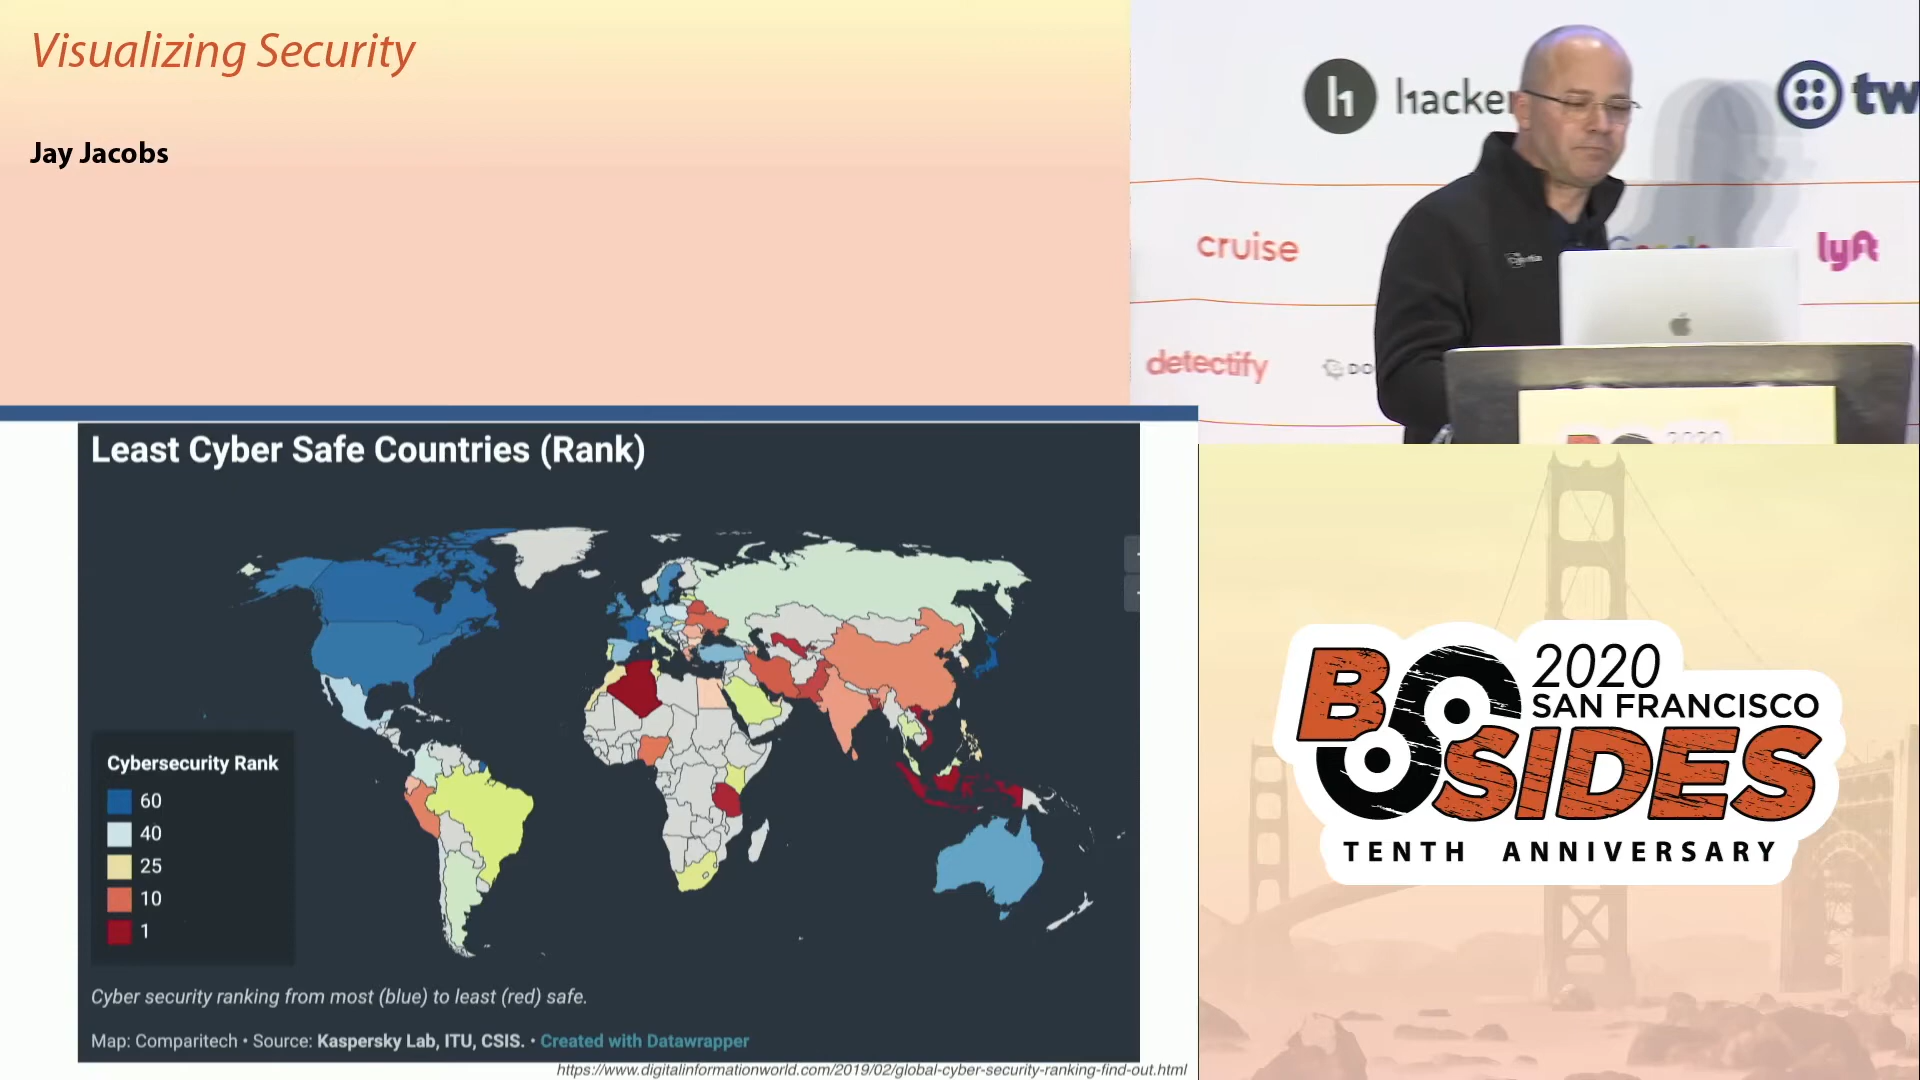 Visualizing Security
Jay Jacobs
h1 hacker
tw
cruise
lyft
detectify
DO
2020
Least Cyber Safe Countries (Rank)
Cybersecurity Rank
60
40
25
10
1
Cyber security ranking from most (blue) to least (red) safe.
Map: Comparitech • Source: Kaspersky Lab, ITU, CSIS. • Created with Datawrapper
https://www.digitalinformationworld.com/2019/02/global-cyber-security-ranking-find-out.html
BSIDES
2020
SAN FRANCISCO
TENTH ANNIVERSARY